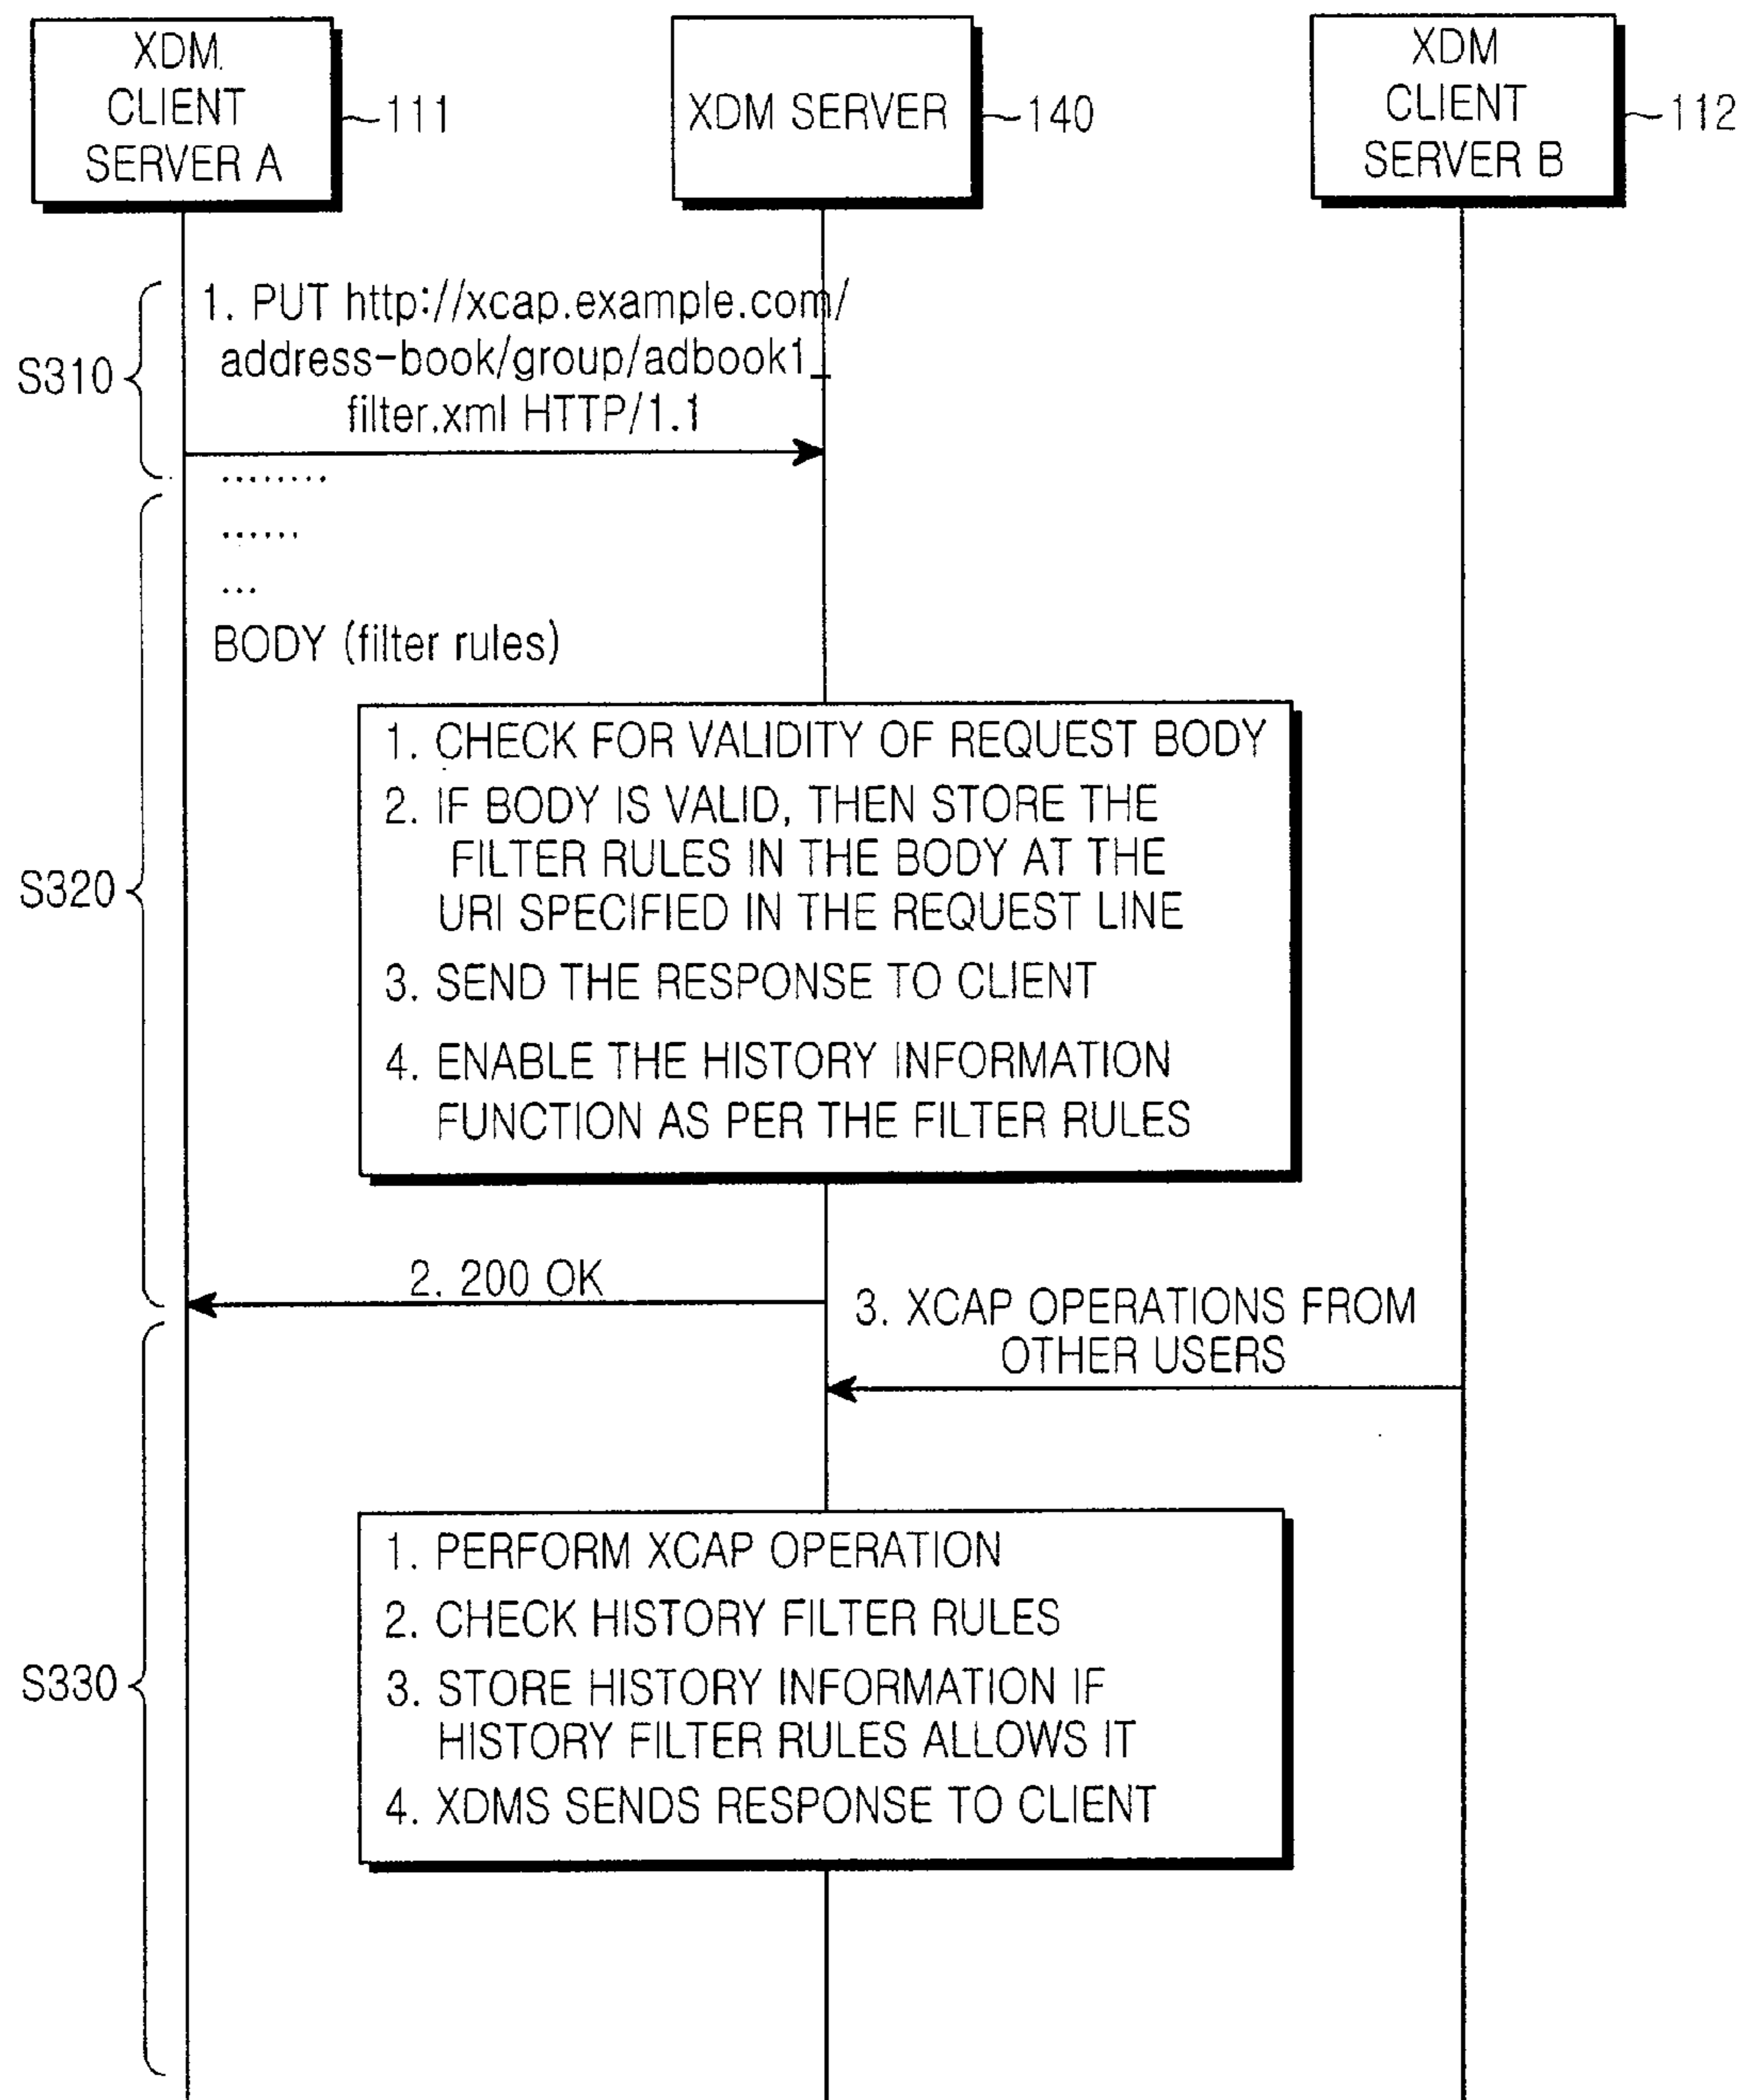 XDM.
CLIENT
SERVER A
111
XDM SERVER
140
XDM
CLIENT
SERVER B
112
S310
1. PUT http://xcap.example.com/
address-book/group/adbook1_
filter.xml HTTP/1.1
........
......
...
BODY (filter rules)
S320
1. CHECK FOR VALIDITY OF REQUEST BODY
2. IF BODY IS VALID, THEN STORE THE
FILTER RULES IN THE BODY AT THE
URI SPECIFIED IN THE REQUEST LINE
3. SEND THE RESPONSE TO CLIENT
4. ENABLE THE HISTORY INFORMATION
FUNCTION AS PER THE FILTER RULES
2. 200 OK
3. XCAP OPERATIONS FROM
OTHER USERS
S330
1. PERFORM XCAP OPERATION
2. CHECK HISTORY FILTER RULES
3. STORE HISTORY INFORMATION IF
HISTORY FILTER RULES ALLOWS IT
4. XDMS SENDS RESPONSE TO CLIENT